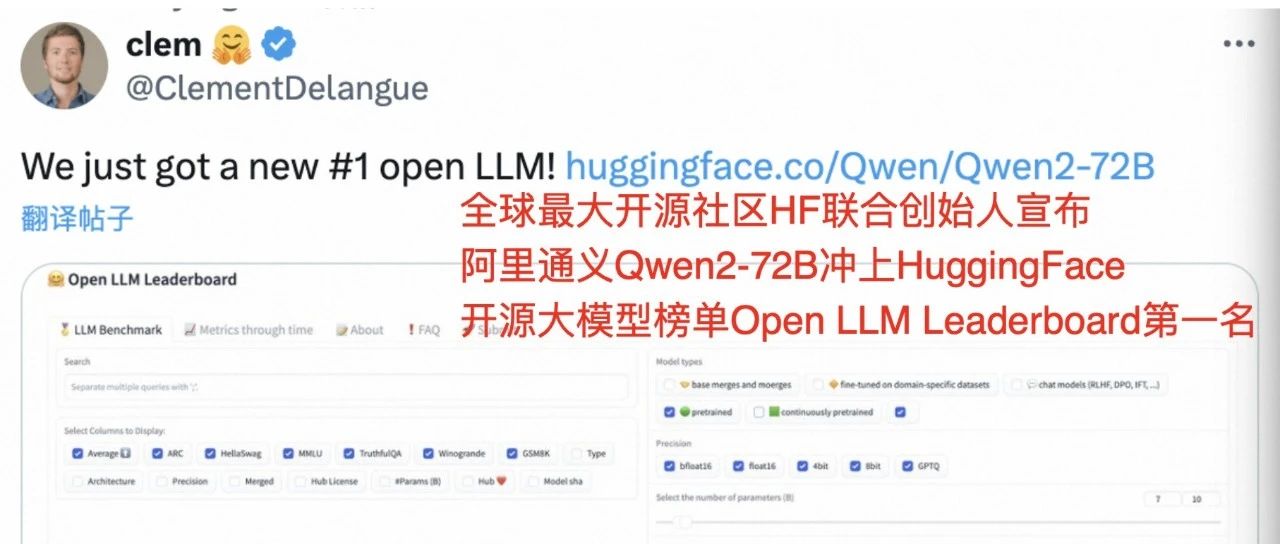 clem 🤗
@ClementDelangue
We just got a new #1 open LLM! huggingface.co/Qwen/Qwen2-72B
翻译帖子
全球最大开源社区HF联合创始人宣布
阿里通义Qwen2-72B冲上HuggingFace
开源大模型榜单Open LLM Leaderboard第一名
🤗 Open LLM Leaderboard
🏅 LLM Benchmark 📈 Metrics through time 📝 About ❗ FAQ
Search
Separate multiple queries with ';'.
Select Columns to Display:
Average ⬆️ ARC HellaSwag MMLU TruthfulQA Winogrande GSM8K Type
Architecture Precision Merged Hub License #Params (B) Hub ❤️ Model sha
Model types
base merges and moerges 🔶 fine-tuned on domain-specific datasets 💬 chat models (RLHF, DPO, IFT, ...)
🟢 pretrained 🟩 continuously pretrained
Precision
bfloat16 float16 4bit 8bit GPTQ
Select the number of parameters (B)
7 10